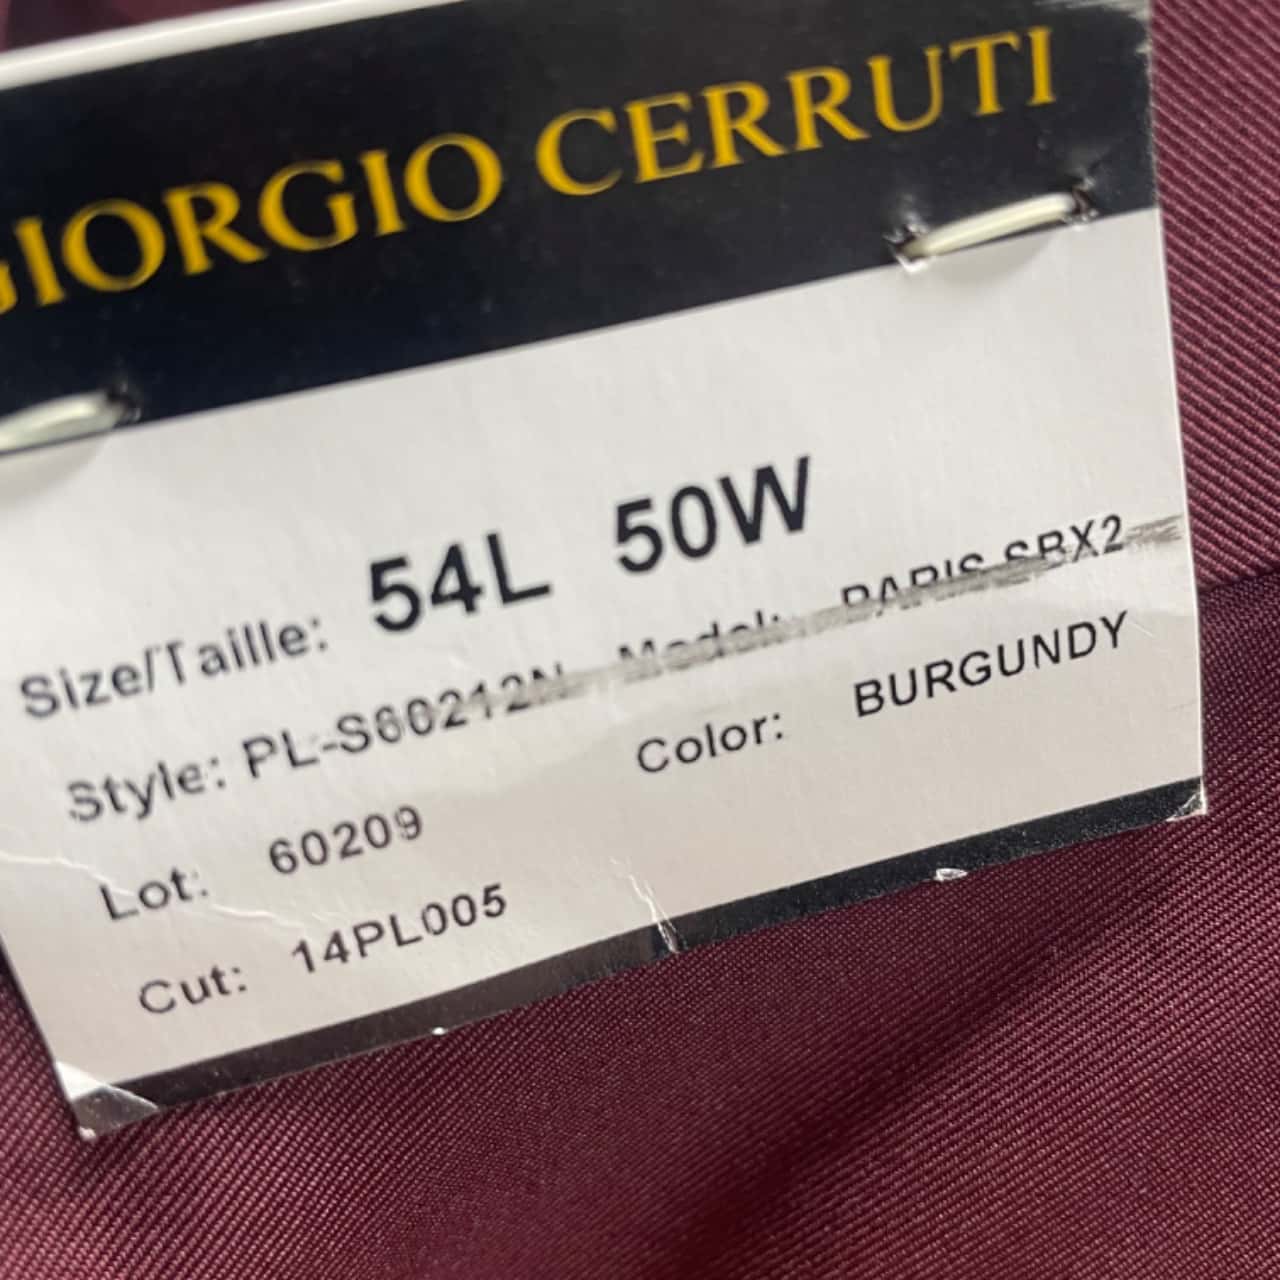 GIORGIO CERRUTI
Size/Taille: 54L 50W
Style: PL-S60212N Model: PARIS SBX2
Lot: 60209 Color: BURGUNDY
Cut: 14PL005